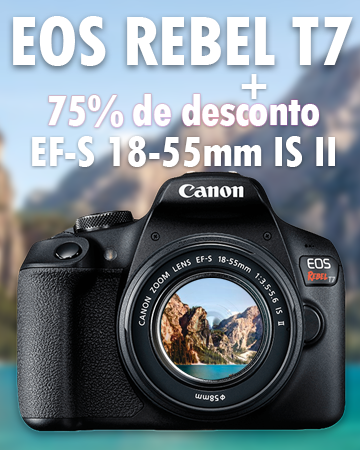 EOS REBEL T7
+
75% de desconto
EF-S 18-55mm IS II
Canon
CANON ZOOM LENS EF-S 18-55mm 1:3.5-5.6 IS II
EOS
REBEL T7
ø58mm